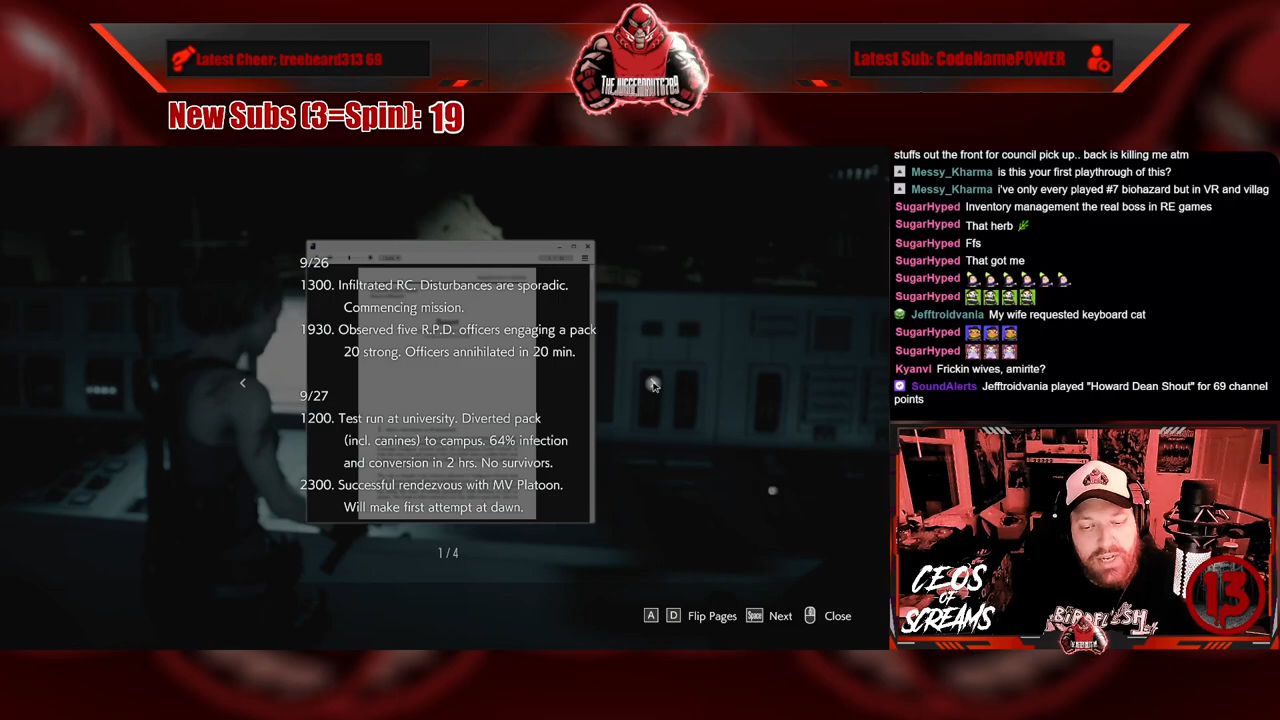 Latest Cheer: treebeard313 69
THEJUGGERNAUT6789
Latest Sub: CodeNamePOWER
New Subs (3=Spin): 19
stuffs out the front for council pick up.. back is killing me atm
Messy_Kharma is this your first playthrough of this?
Messy_Kharma i've only every played #7 biohazard but in VR and villag
SugarHyped Inventory management the real boss in RE games
SugarHyped That herb
SugarHyped Ffs
SugarHyped That got me
SugarHyped
SugarHyped
Jefftroidvania My wife requested keyboard cat
SugarHyped
SugarHyped
Kyanvi Frickin wives, amirite?
SoundAlerts Jefftroidvania played "Howard Dean Shout" for 69 channel
points
9/26
1300. Infiltrated RC. Disturbances are sporadic.
Commencing mission.
1930. Observed five R.P.D. officers engaging a pack
20 strong. Officers annihilated in 20 min.
9/27
1200. Test run at university. Diverted pack
(incl. canines) to campus. 64% infection
and conversion in 2 hrs. No survivors.
2300. Successful rendezvous with MV Platoon.
Will make first attempt at dawn.
1/4
A D Flip Pages Space Next Close
CEOS
OF
SCREAMS
13